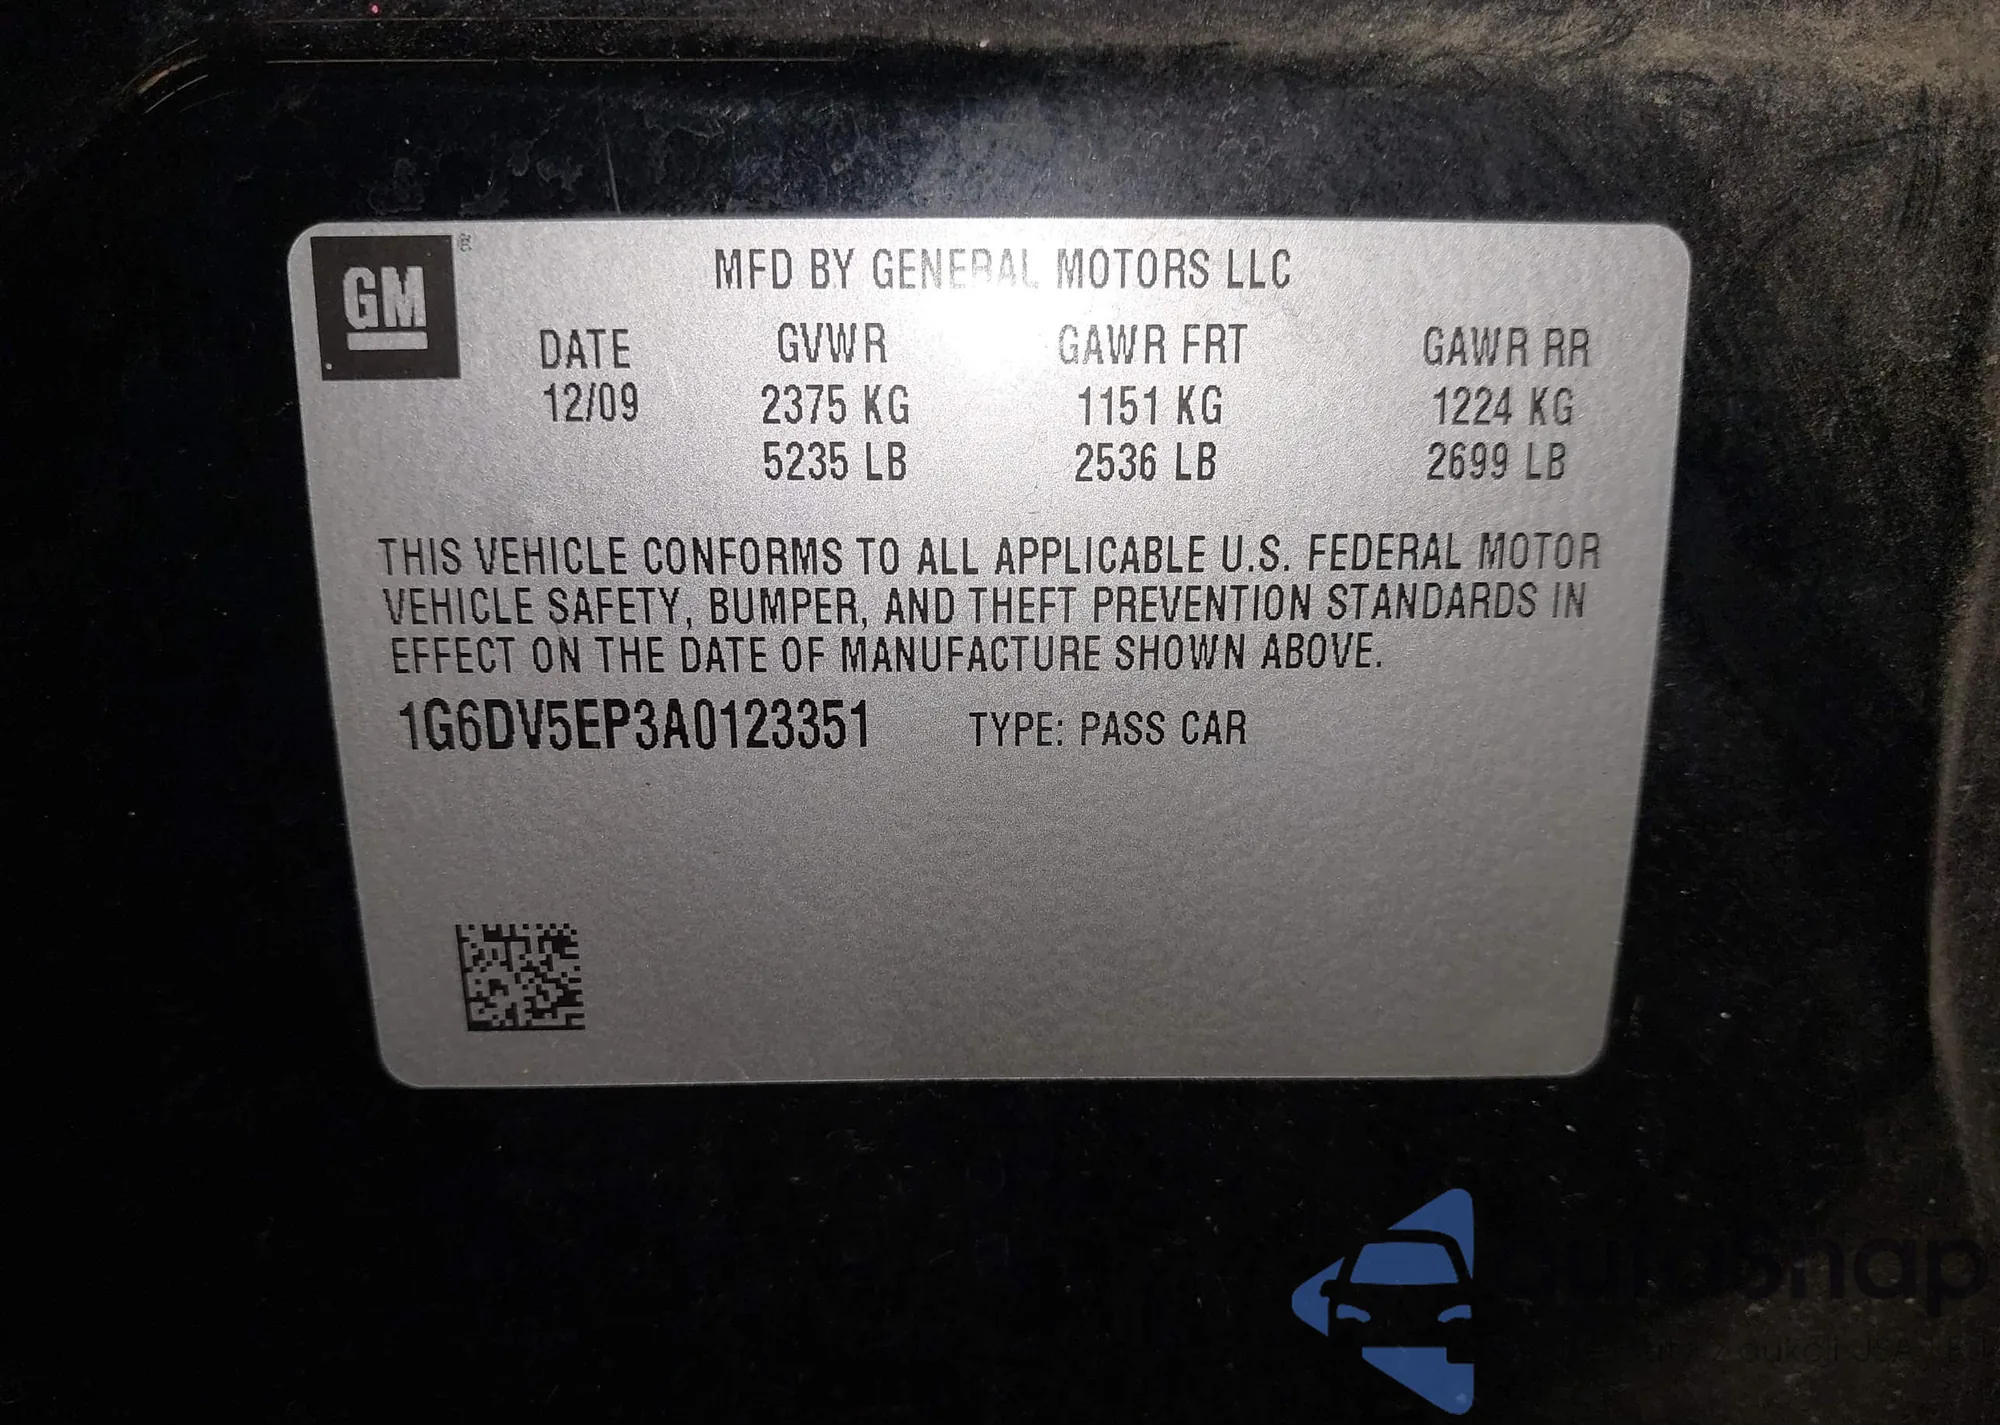 GM
MFD BY GENERAL MOTORS LLC
DATE GVWR GAWR FRT GAWR RR
12/09 2375 KG 1151 KG 1224 KG
5235 LB 2536 LB 2699 LB
THIS VEHICLE CONFORMS TO ALL APPLICABLE U.S. FEDERAL MOTOR
VEHICLE SAFETY, BUMPER, AND THEFT PREVENTION STANDARDS IN
EFFECT ON THE DATE OF MANUFACTURE SHOWN ABOVE.
1G6DV5EP3A0123351 TYPE: PASS CAR
aukcji USA